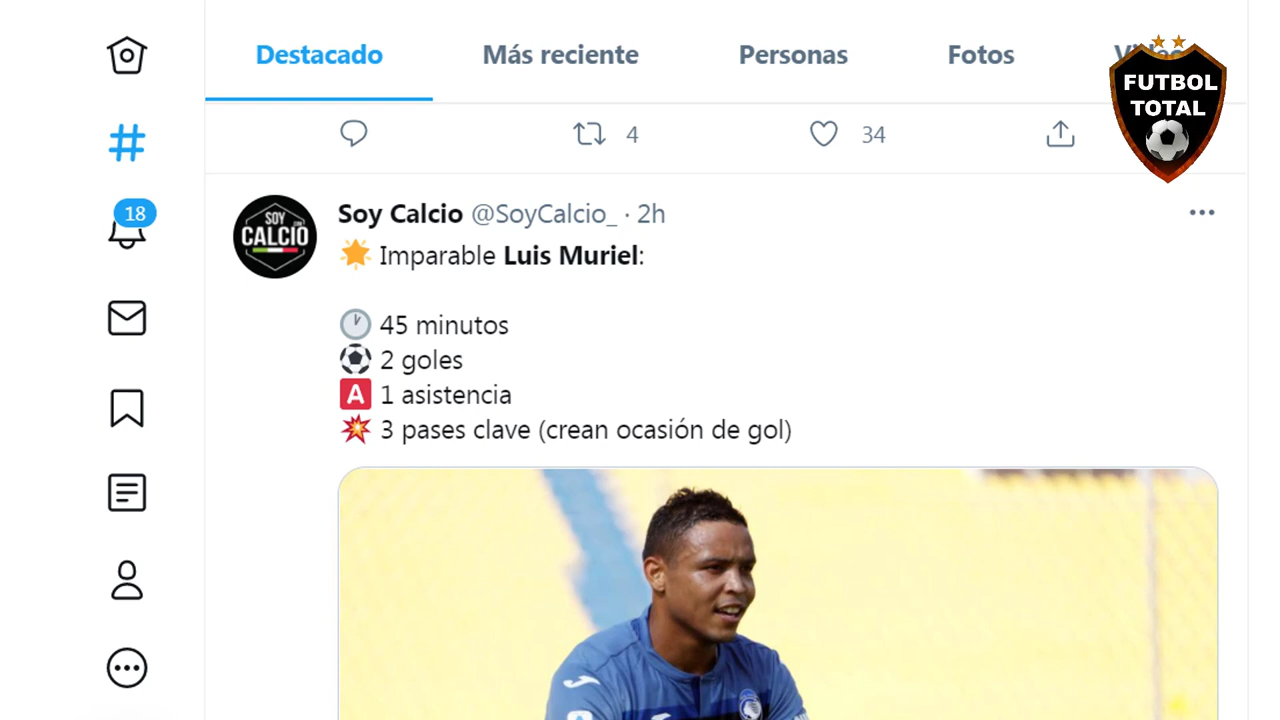 Destacado
Más reciente
Personas
Fotos
Videos
FUTBOL
TOTAL
4
34
18
SOY
CALCIO
Soy Calcio @SoyCalcio_ · 2h
🌟 Imparable Luis Muriel:
🕐 45 minutos
⚽ 2 goles
🅰 1 asistencia
💥 3 pases clave (crean ocasión de gol)